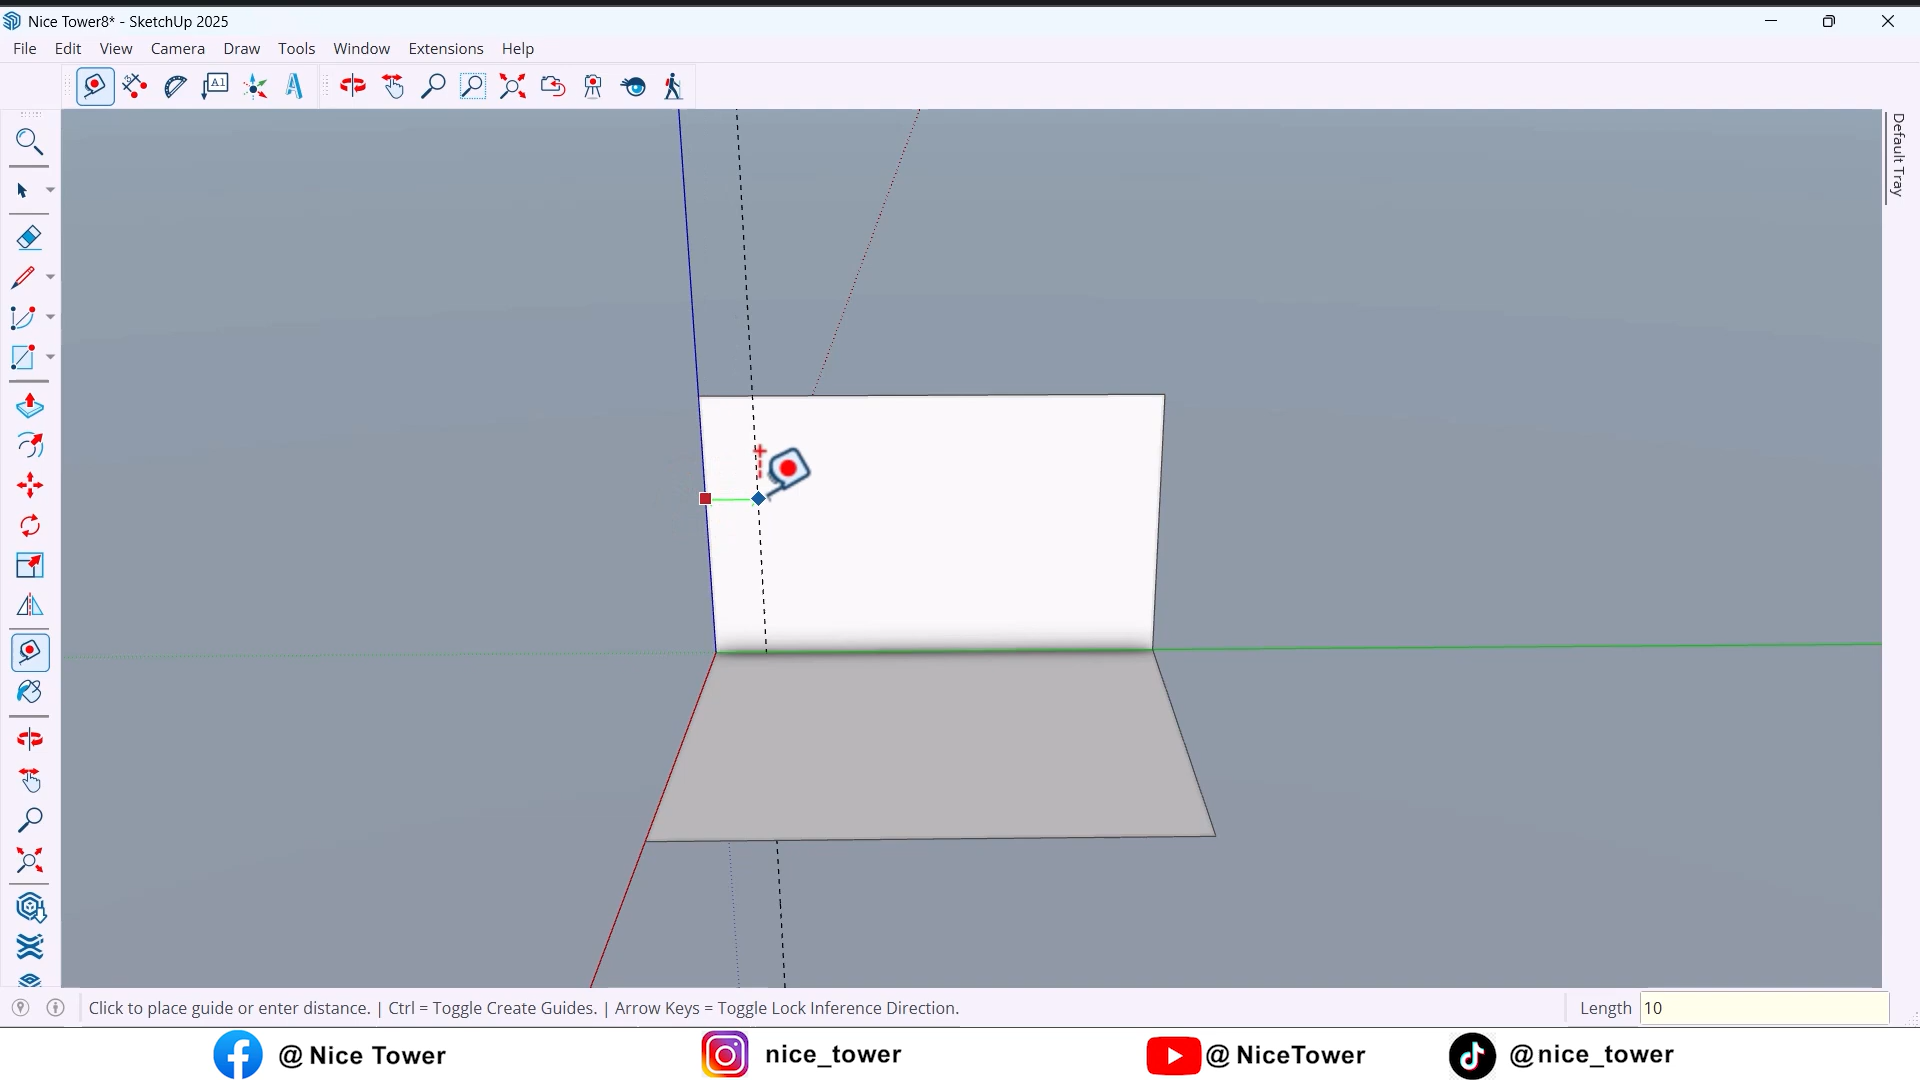 Nice Tower8* - SketchUp 2025
File Edit View Camera Draw Tools Window Extensions Help
A1
Default Tray
Click to place guide or enter distance. | Ctrl = Toggle Create Guides. | Arrow Keys = Toggle Lock Inference Direction.
Length 10
@ Nice Tower
nice_tower
@ NiceTower
@nice_tower